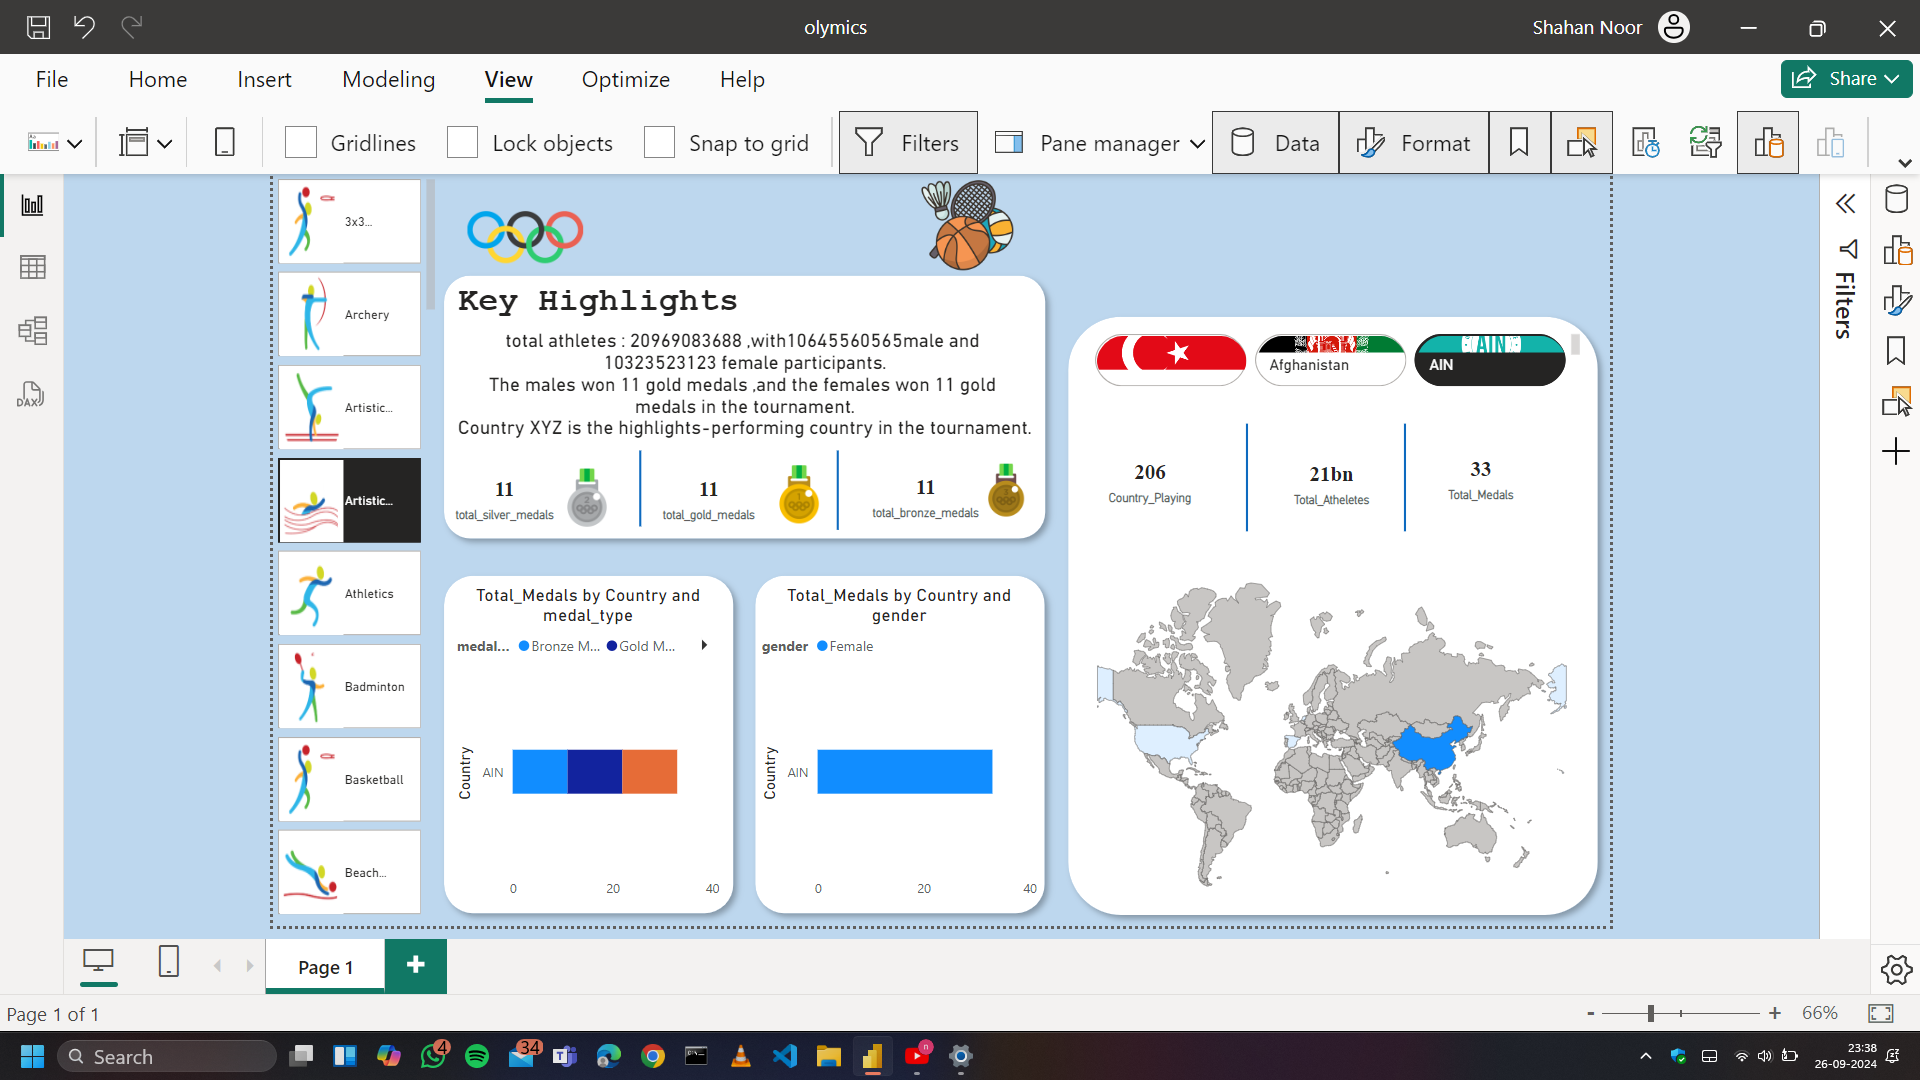 olymics
Shahan Noor
File Home Insert Modeling View Optimize Help
Share
Gridlines Lock objects Snap to grid Filters Pane manager Data Format
3x3...
Archery
Artistic...
Artistic...
Athletics
Badminton
Basketball
Beach...
Key Highlights
total athletes : 20969083688 ,with10645560565male and
10323523123 female participants.
The males won 11 gold medals ,and the females won 11 gold
medals in the tournament.
Country XYZ is the highlights-performing country in the tournament.
11 11 11
total_silver_medals total_gold_medals total_bronze_medals
Afghanistan
AIN
AIN
206 21bn 33
Country_Playing Total_Atheletes Total_Medals
Total_Medals by Country and
medal_type
medal... Bronze M... Gold M...
Country
AIN
0 20 40
Total_Medals by Country and
gender
gender Female
Country
AIN
0 20 40
Filters
DAX
Page 1
Page 1 of 1
66%
Search
4
34
23:38
26-09-2024